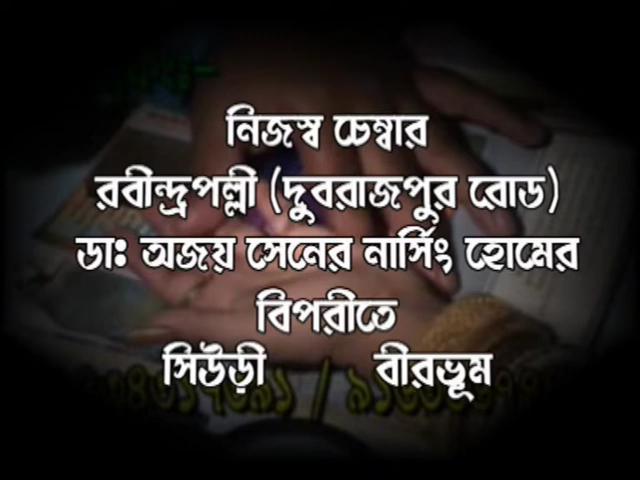 নিজস্ব চেম্বার
রবীন্দ্রপল্লী (দুবরাজপুর রোড)
ডাঃ অজয় সেনের নার্সিং হোমের
বিপরীতে
সিউড়ী বীরভূম